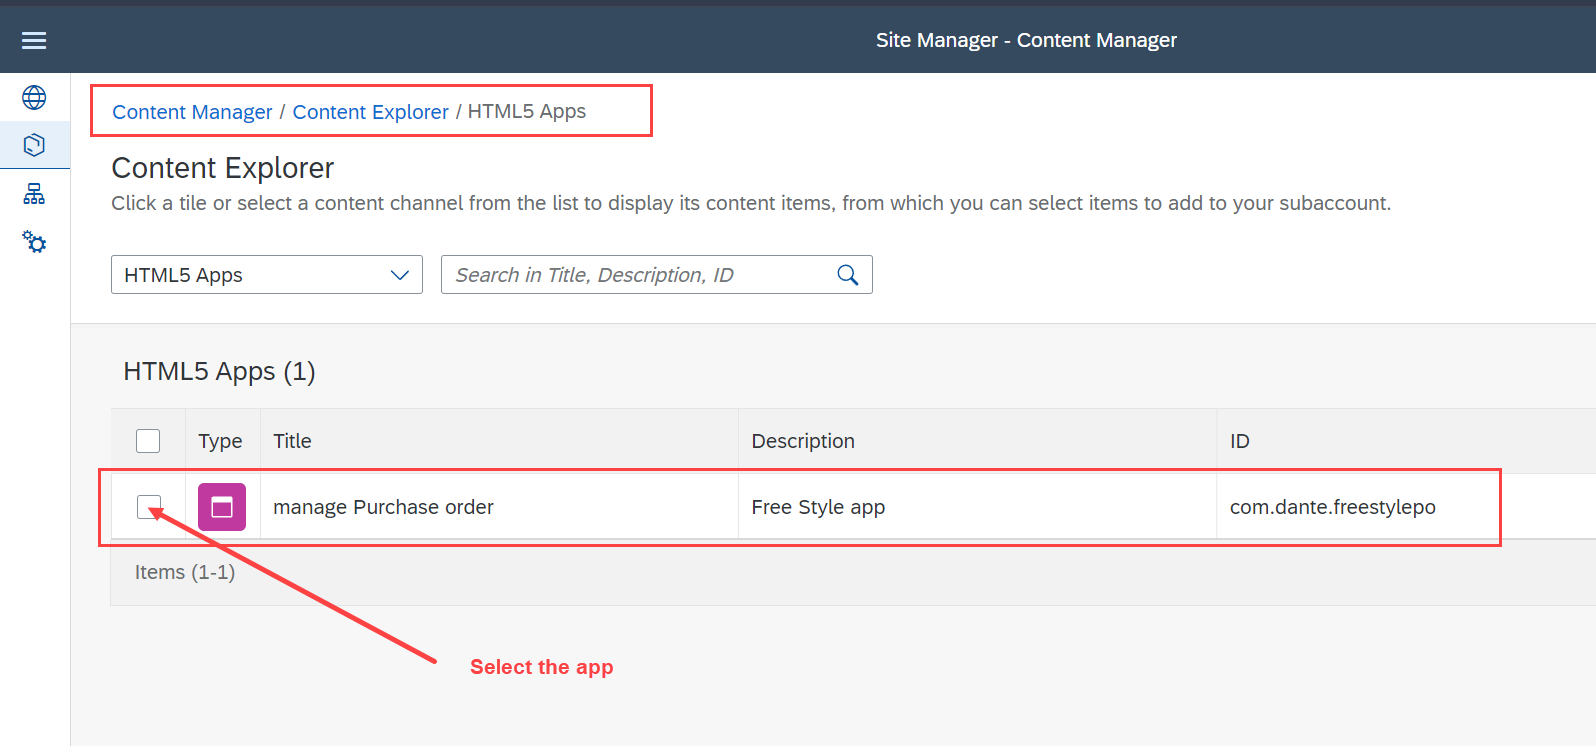 Site Manager - Content Manager
Content Manager / Content Explorer / HTML5 Apps
Content Explorer
Click a tile or select a content channel from the list to display its content items, from which you can select items to add to your subaccount.
HTML5 Apps
Search in Title, Description, ID
HTML5 Apps (1)
Type Title Description ID
manage Purchase order Free Style app com.dante.freestylepo
Items (1-1)
Select the app